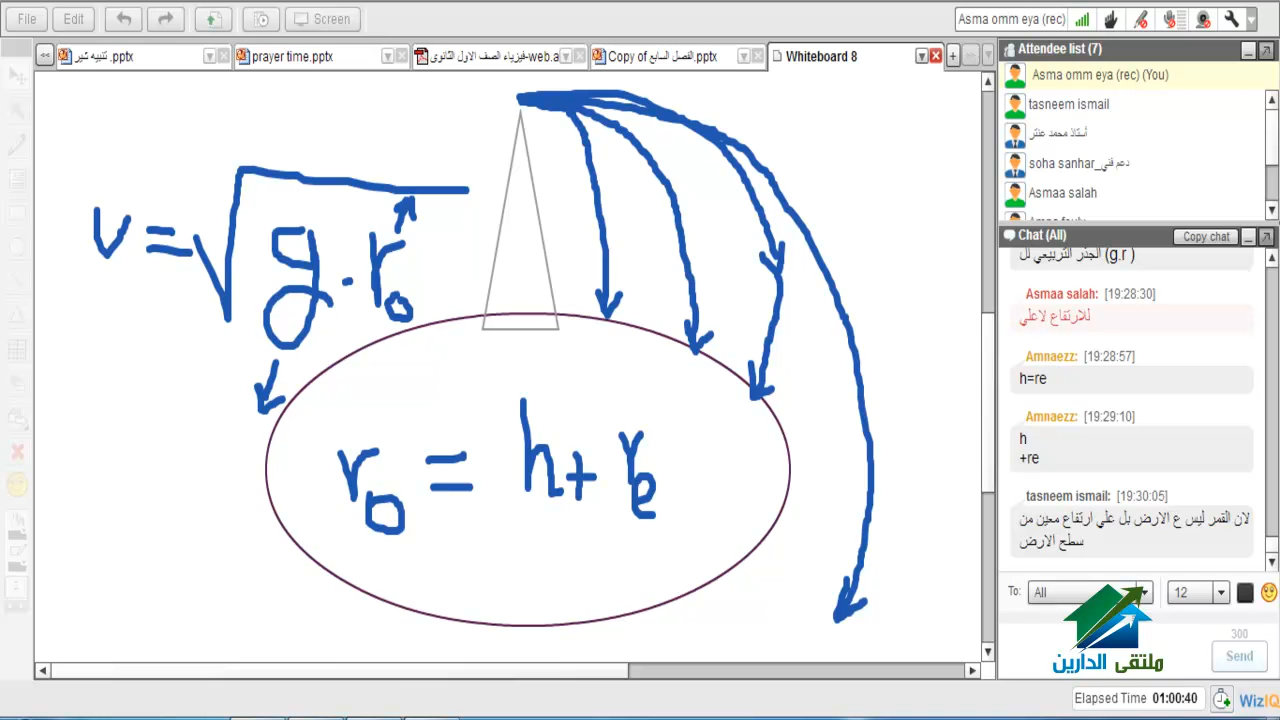 File
Edit
Screen
Asma omm eya (rec)
تنبيه كبير .pptx
prayer time.pptx
فيزياء الصف الاول الثانوى-web.a
Copy of الفصل السابع.pptx
Whiteboard 8
v = √g . r₀
r₀ = h + re
Attendee list (7)
Asma omm eya (rec) (You)
tasneem ismail
أستاذ محمد عنتر
soha sanhar_دعم فني
Asmaa salah
Chat (All)
Copy chat
الجذر التربيعي لل (g.r )
Asmaa salah: [19:28:30]
للارتفاع لاعلي
Amnaezz: [19:28:57]
h=re
Amnaezz: [19:29:10]
h
+re
tasneem ismail: [19:30:05]
لان القمر ليس ع الارض بل علي ارتفاع معين من
سطح الارض
To:
All
12
ملتقى الدارين
300
Send
Elapsed Time 01:00:40
WizIQ